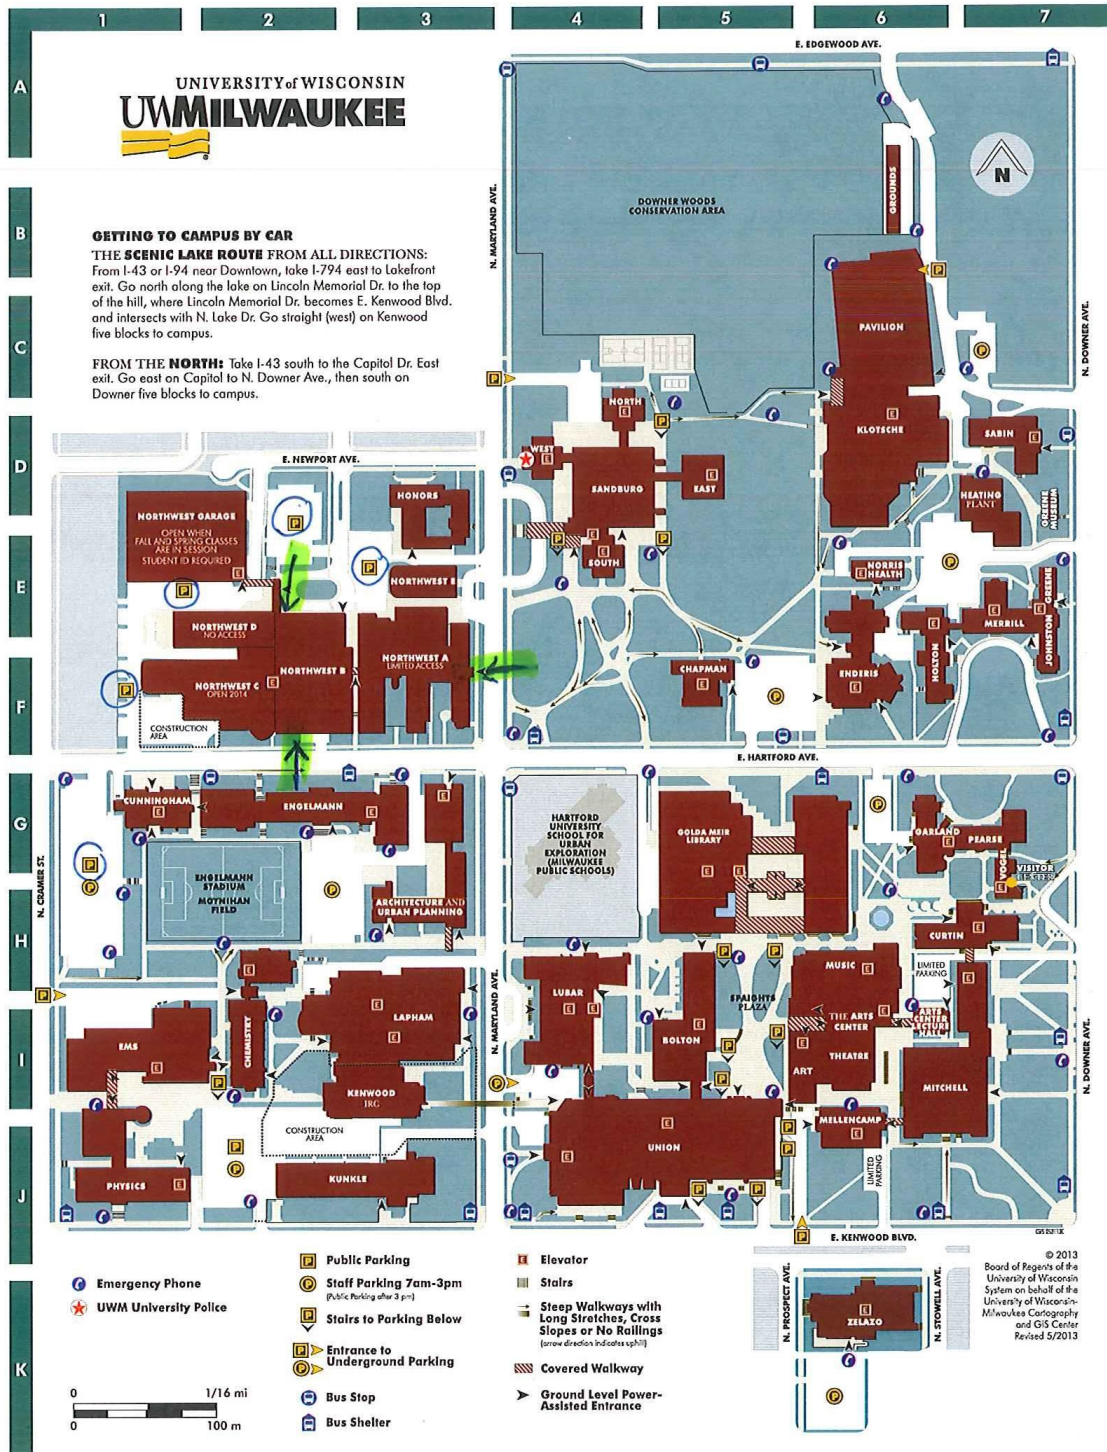 1 2 3 4 5 6 7
A
B
C
D
E
F
G
H
I
J
K
UNIVERSITY of WISCONSIN
UWMILWAUKEE
GETTING TO CAMPUS BY CAR
THE SCENIC LAKE ROUTE FROM ALL DIRECTIONS:
From I-43 or I-94 near Downtown, take I-794 east to Lakefront
exit. Go north along the lake on Lincoln Memorial Dr. to the top
of the hill, where Lincoln Memorial Dr. becomes E. Kenwood Blvd.
and intersects with N. Lake Dr. Go straight (west) on Kenwood
five blocks to campus.
FROM THE NORTH: Take I-43 south to the Capitol Dr. East
exit. Go east on Capitol to N. Downer Ave., then south on
Downer five blocks to campus.
E. EDGEWOOD AVE.
N
N. MARYLAND AVE.
DOWNER WOODS
CONSERVATION AREA
GROUNDS
PAVILION
N. DOWNER AVE.
NORTH
KLOTSCHE
SABIN
WEST
SANDBURG
EAST
HEATING
PLANT
GREENE
MUSEUM
SOUTH
NORRIS
HEALTH
MERRILL
JOHNSTON
GREENE
HOLTON
ENDERIS
CHAPMAN
E. NEWPORT AVE.
NORTHWEST GARAGE
OPEN WHEN
FALL AND SPRING CLASSES
ARE IN SESSION
STUDENT ID REQUIRED
HONORS
NORTHWEST E
NORTHWEST D
NO ACCESS
NORTHWEST B
NORTHWEST A
LIMITED ACCESS
NORTHWEST C
OPEN 2014
CONSTRUCTION
AREA
E. HARTFORD AVE.
CUNNINGHAM
ENGELMANN
N. CRAMER ST.
ENGELMANN
STADIUM
MOYNIHAN
FIELD
ARCHITECTURE AND
URBAN PLANNING
HARTFORD
UNIVERSITY
SCHOOL FOR
URBAN
EXPLORATION
(MILWAUKEE
PUBLIC SCHOOLS)
GOLDA MEIR
LIBRARY
GARLAND
PEARSE
VOGEL
VISITOR
CURTIN
LIMITED
PARKING
MUSIC
THE ARTS
CENTER
ARTS
CENTER
LECTURE
HALL
THEATRE
ART
MITCHELL
N. DOWNER AVE.
SPAIGHTS
PLAZA
LUBAR
BOLTON
N. MARYLAND AVE.
LAPHAM
CHEMISTRY
EMS
KENWOOD
IRC
CONSTRUCTION
AREA
UNION
MELLENCAMP
LIMITED
PARKING
PHYSICS
KUNKLE
E. KENWOOD BLVD.
N. PROSPECT AVE.
ZELAZO
N. STOWELL AVE.
Emergency Phone
UWM University Police
Public Parking
Staff Parking 7am-3pm
(Public Parking after 3 pm)
Stairs to Parking Below
Entrance to
Underground Parking
Bus Stop
Bus Shelter
Elevator
Stairs
Steep Walkways with
Long Stretches, Cross
Slopes or No Railings
(arrow direction indicates uphill)
Covered Walkway
Ground Level Power-
Assisted Entrance
© 2013
Board of Regents of the
University of Wisconsin
System on behalf of the
University of Wisconsin-
Milwaukee Cartography
and GIS Center
Revised 5/2013
0 1/16 mi
0 100 m